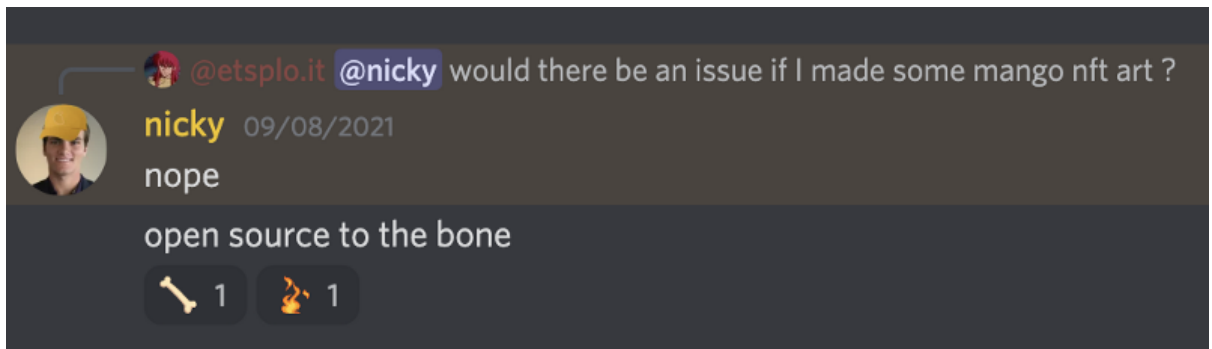 @etsplo.it @nicky would there be an issue if I made some mango nft art ?
nicky 09/08/2021
nope
open source to the bone
1 1